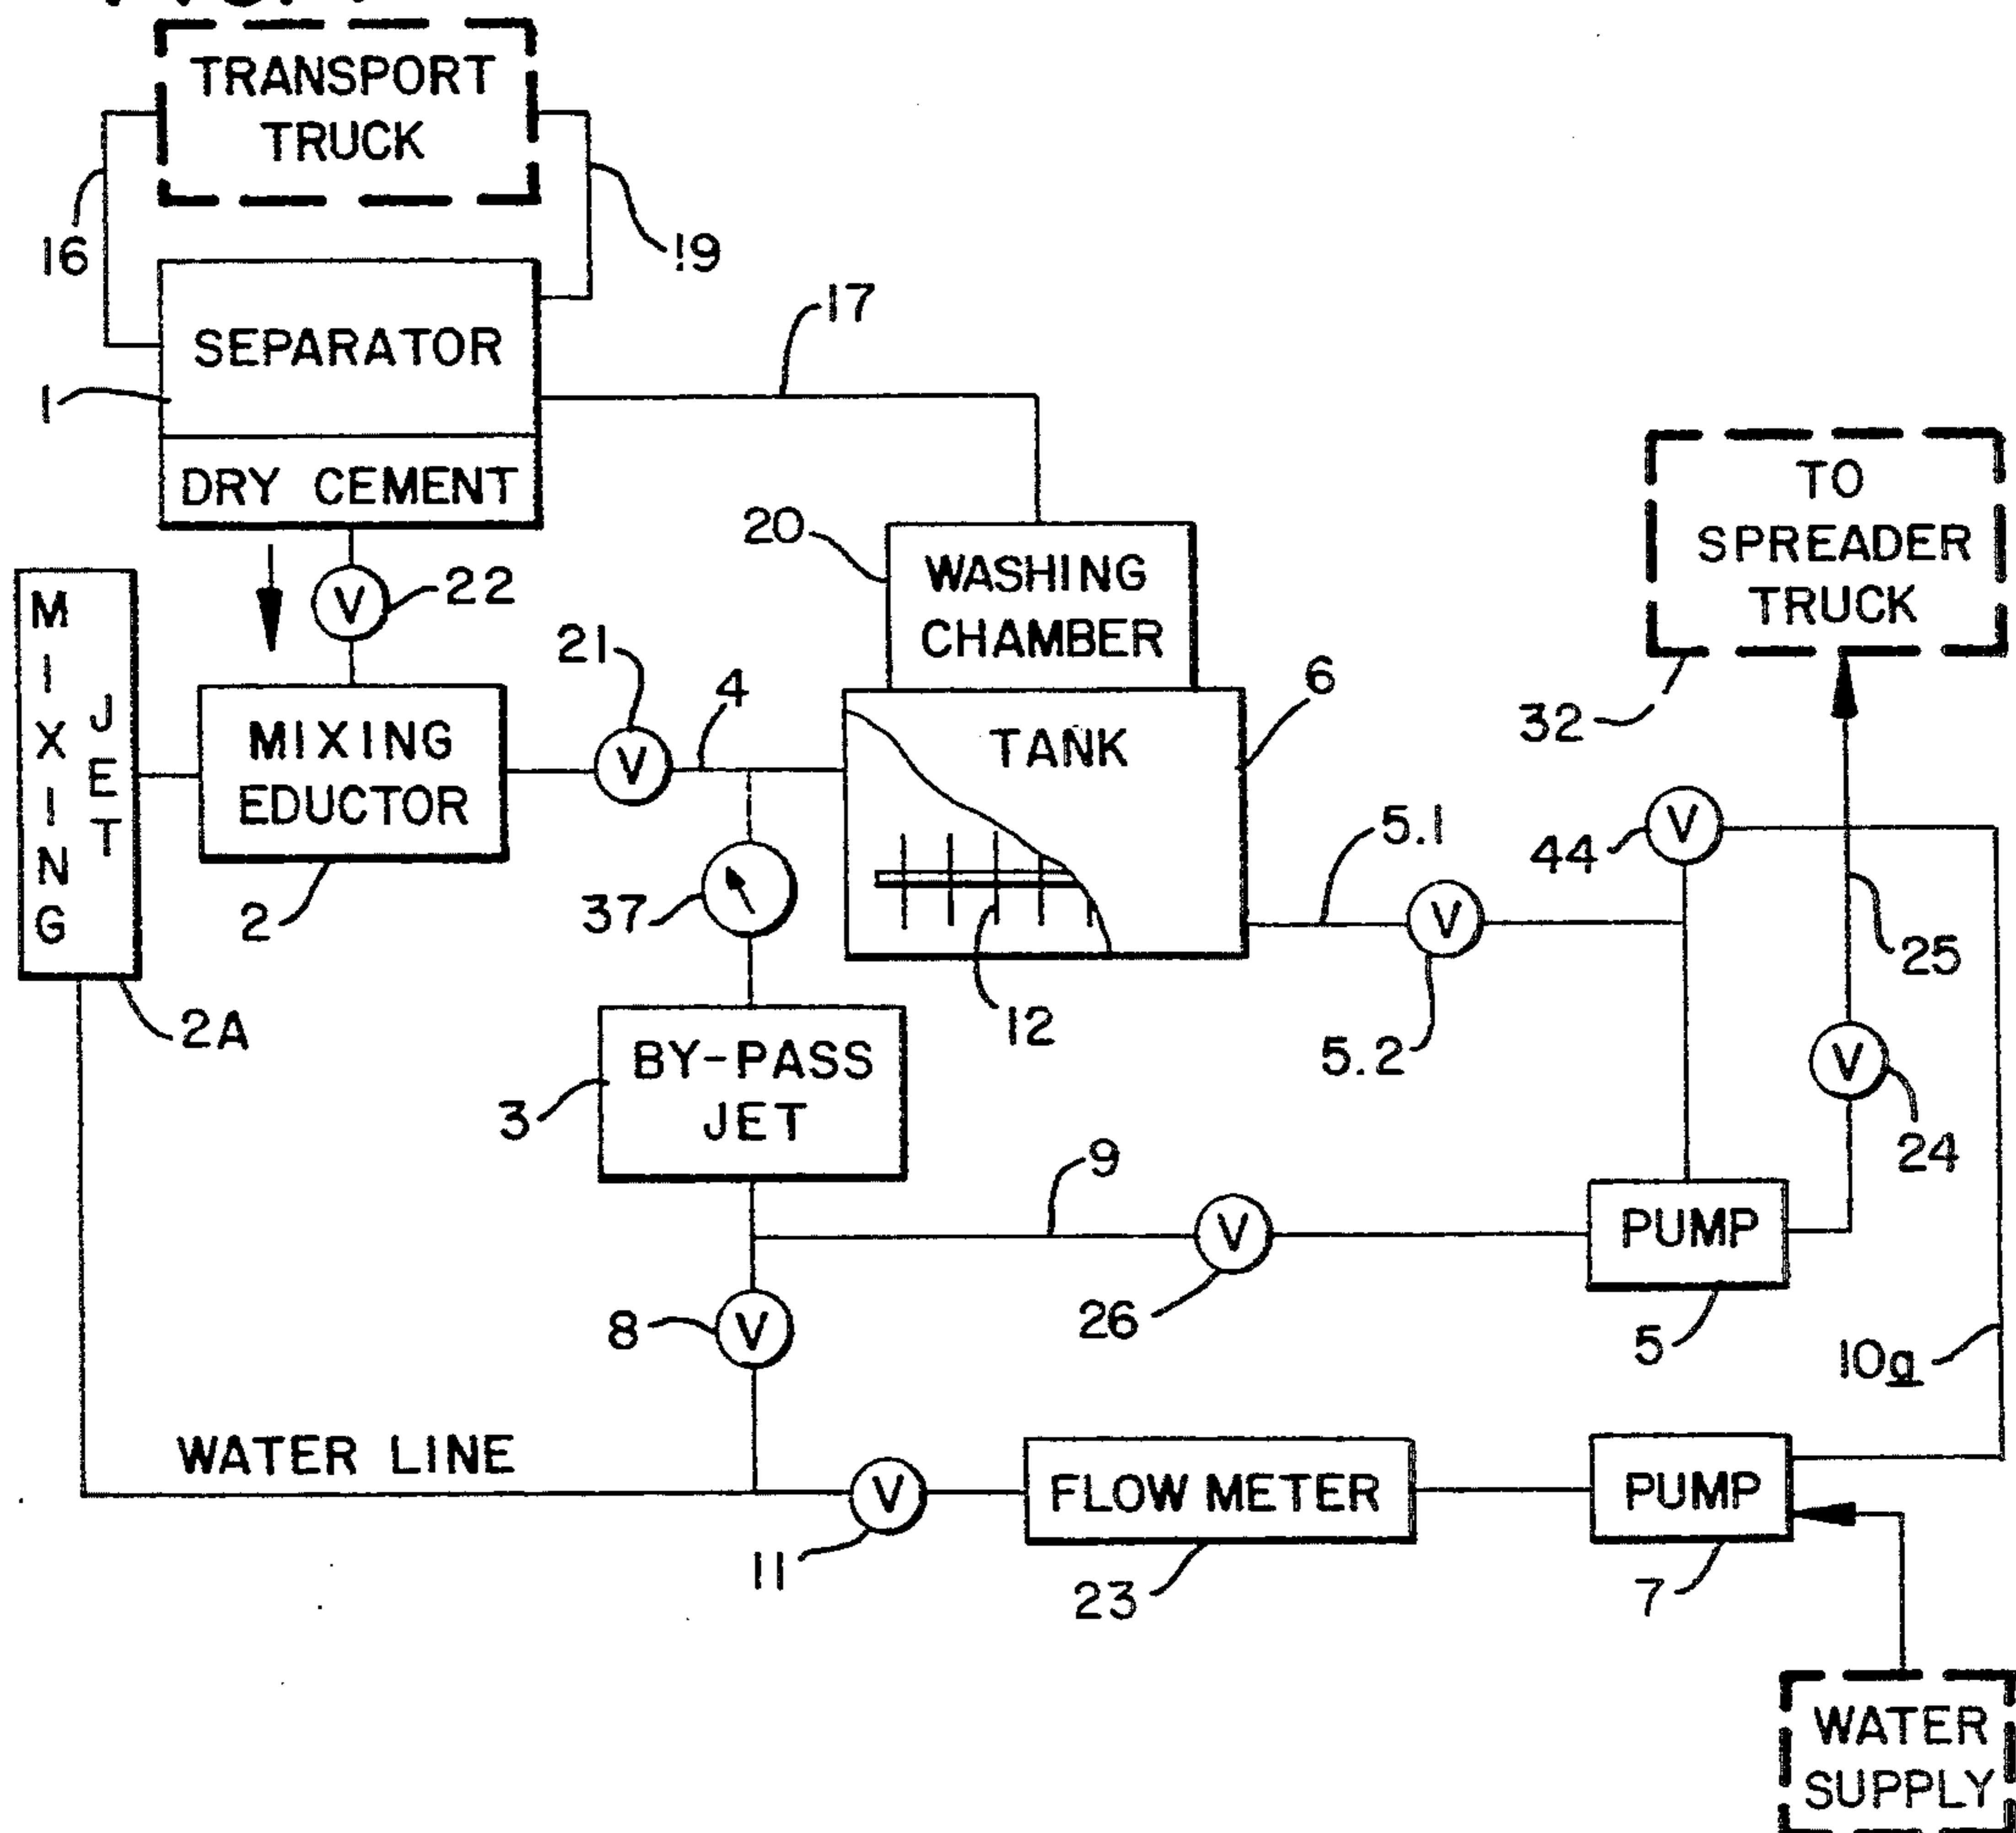 TRANSPORT
TRUCK
16
19
SEPARATOR
1
17
DRY CEMENT
22
V
MIXING
JET
2A
MIXING
EDUCTOR
2
21
V
4
20
WASHING
CHAMBER
TANK
6
12
37
BY-PASS
JET
3
5.1
V
5.2
V
44
TO
SPREADER
TRUCK
32
25
V
24
9
V
26
PUMP
5
10a
V
8
WATER LINE
V
11
FLOW METER
23
PUMP
7
WATER
SUPPLY